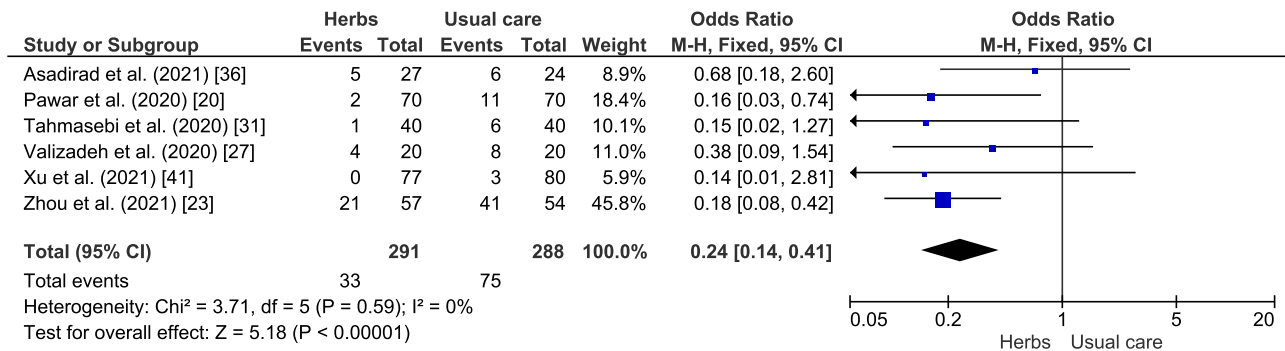 Herbs Usual care Odds Ratio Odds Ratio
Study or Subgroup Events Total Events Total Weight M-H, Fixed, 95% CI M-H, Fixed, 95% CI
Asadirad et al. (2021) [36] 5 27 6 24 8.9% 0.68 [0.18, 2.60]
Pawar et al. (2020) [20] 2 70 11 70 18.4% 0.16 [0.03, 0.74]
Tahmasebi et al. (2020) [31] 1 40 6 40 10.1% 0.15 [0.02, 1.27]
Valizadeh et al. (2020) [27] 4 20 8 20 11.0% 0.38 [0.09, 1.54]
Xu et al. (2021) [41] 0 77 3 80 5.9% 0.14 [0.01, 2.81]
Zhou et al. (2021) [23] 21 57 41 54 45.8% 0.18 [0.08, 0.42]
Total (95% CI) 291 288 100.0% 0.24 [0.14, 0.41]
Total events 33 75
Heterogeneity: Chi² = 3.71, df = 5 (P = 0.59); I² = 0%
Test for overall effect: Z = 5.18 (P < 0.00001)
0.05 0.2 1 5 20
Herbs Usual care